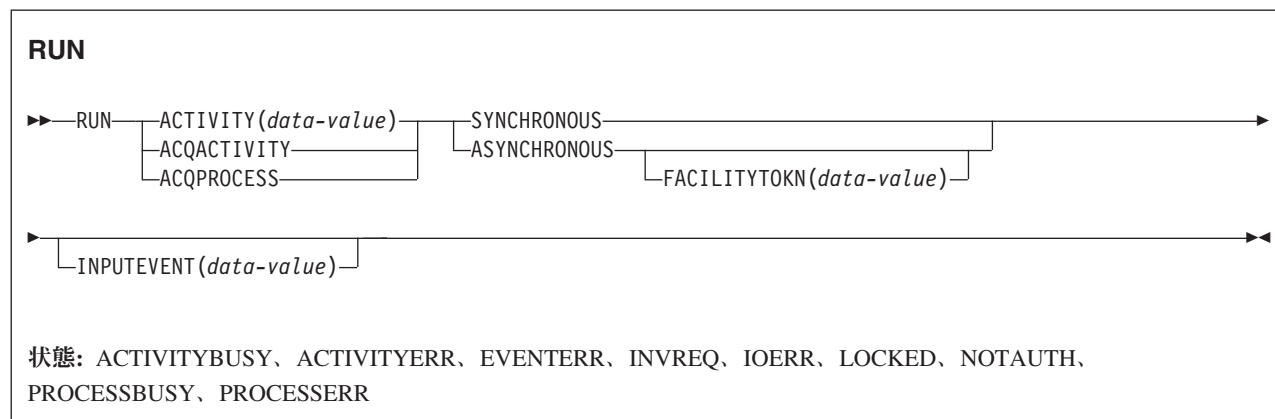 RUN
RUN ACTIVITY(data-value) SYNCHRONOUS
ACQACTIVITY ASYNCHRONOUS
ACQPROCESS FACILITYTOKN(data-value)
INPUTEVENT(data-value)
状態: ACTIVITYBUSY、ACTIVITYERR、EVENTERR、INVREQ、IOERR、LOCKED、NOTAUTH、
PROCESSBUSY、PROCESSERR